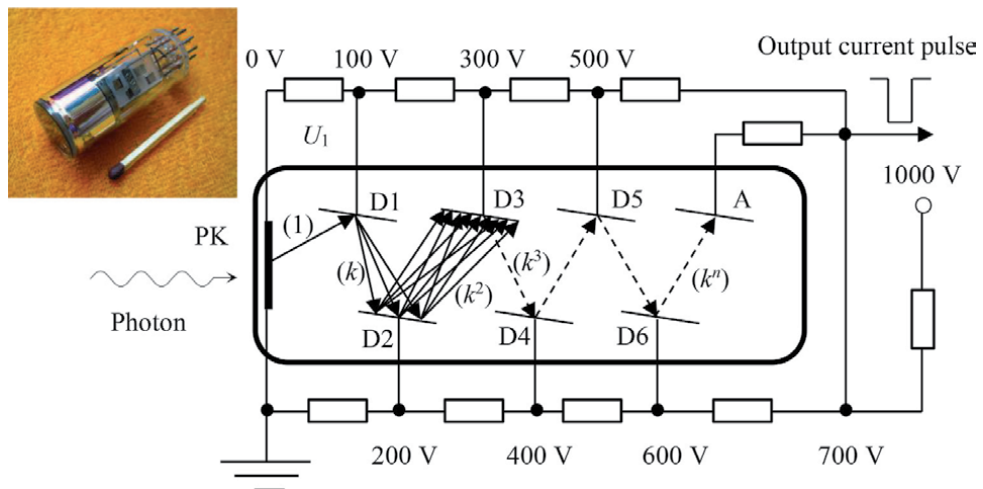 Output current pulse
0 V 100 V 300 V 500 V
U1
1000 V
D1 D3 D5 A
PK (1)
(k) (k2) (k3) (kn)
Photon
D2 D4 D6
200 V 400 V 600 V 700 V